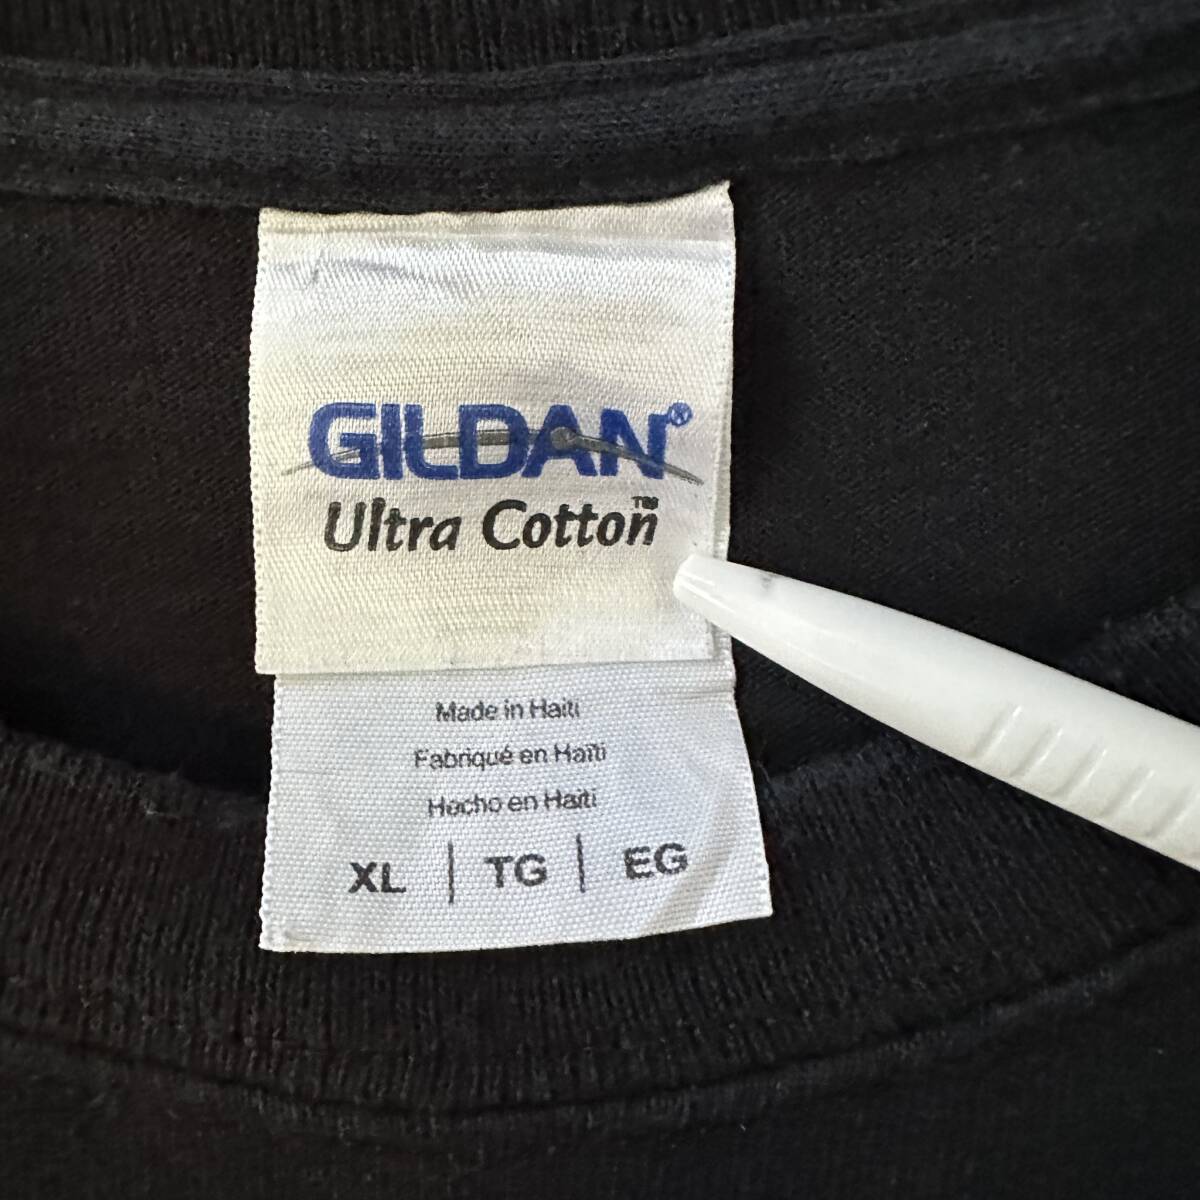 GILDAN®
Ultra Cotton™
Made in Haiti
Fabriqué en Haïti
Hecho en Haiti
XL | TG | EG